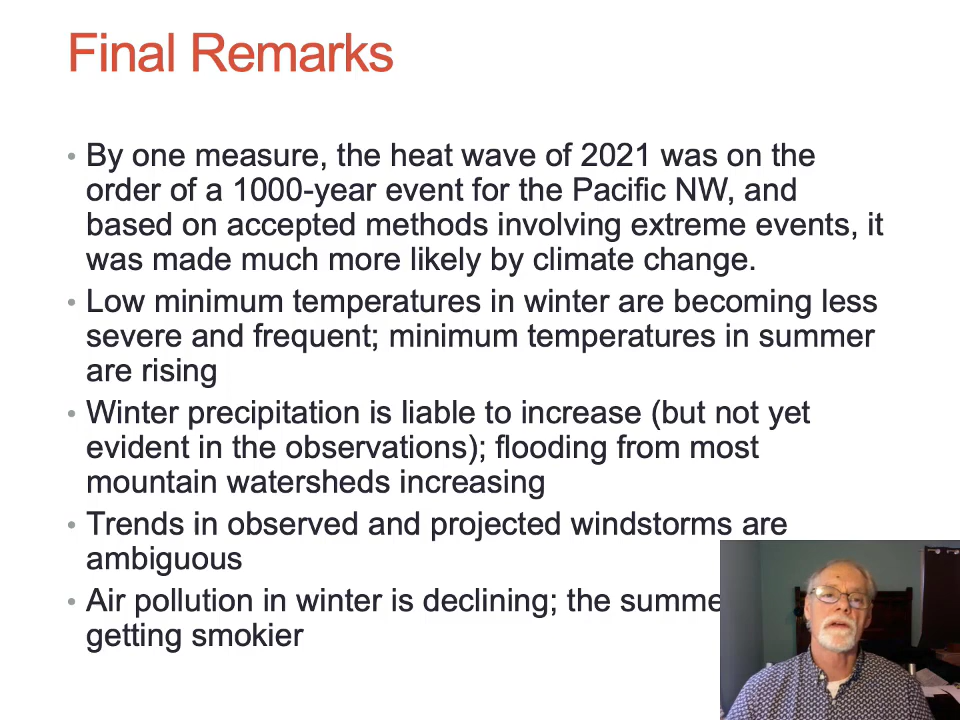 Final Remarks
• By one measure, the heat wave of 2021 was on the
order of a 1000-year event for the Pacific NW, and
based on accepted methods involving extreme events, it
was made much more likely by climate change.
• Low minimum temperatures in winter are becoming less
severe and frequent; minimum temperatures in summer
are rising
• Winter precipitation is liable to increase (but not yet
evident in the observations); flooding from most
mountain watersheds increasing
• Trends in observed and projected windstorms are
ambiguous
• Air pollution in winter is declining; the summe
getting smokier